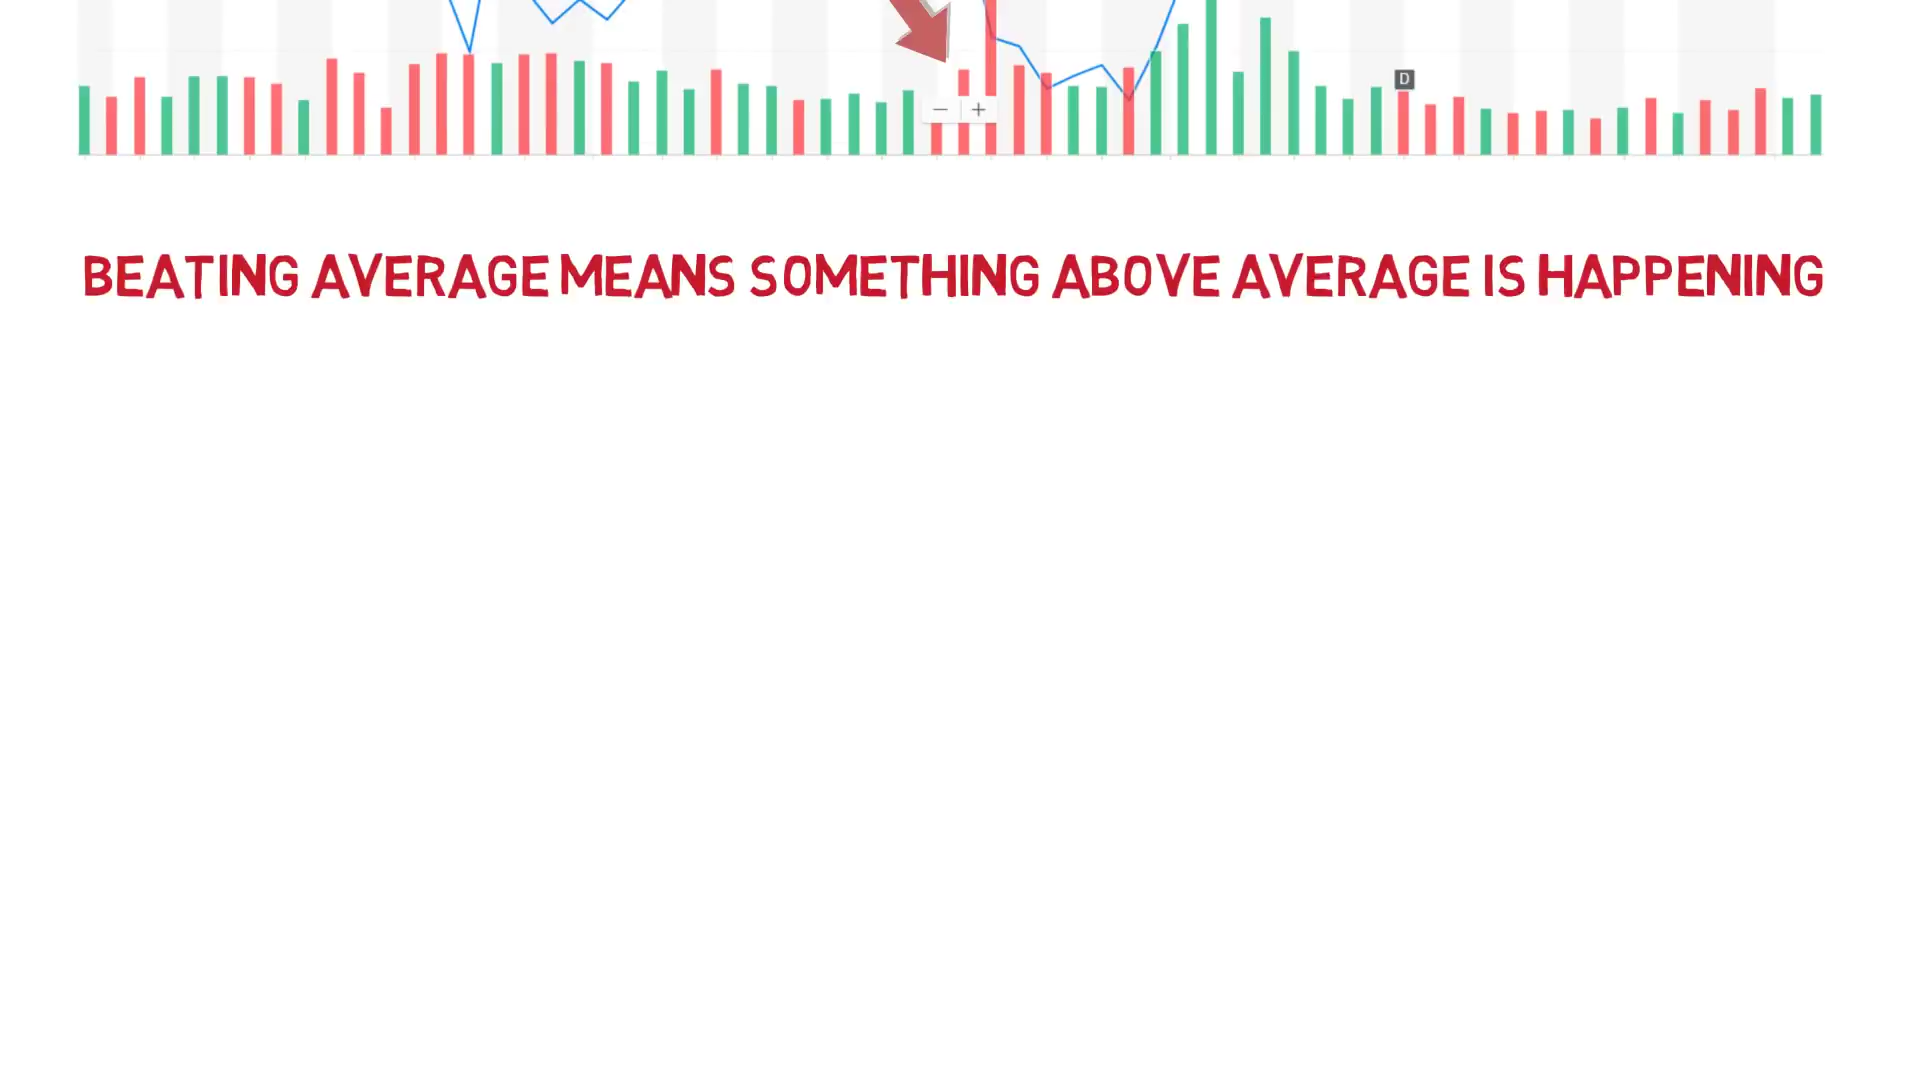 D
− +
BEATING AVERAGE MEANS SOMETHING ABOVE AVERAGE IS HAPPENING